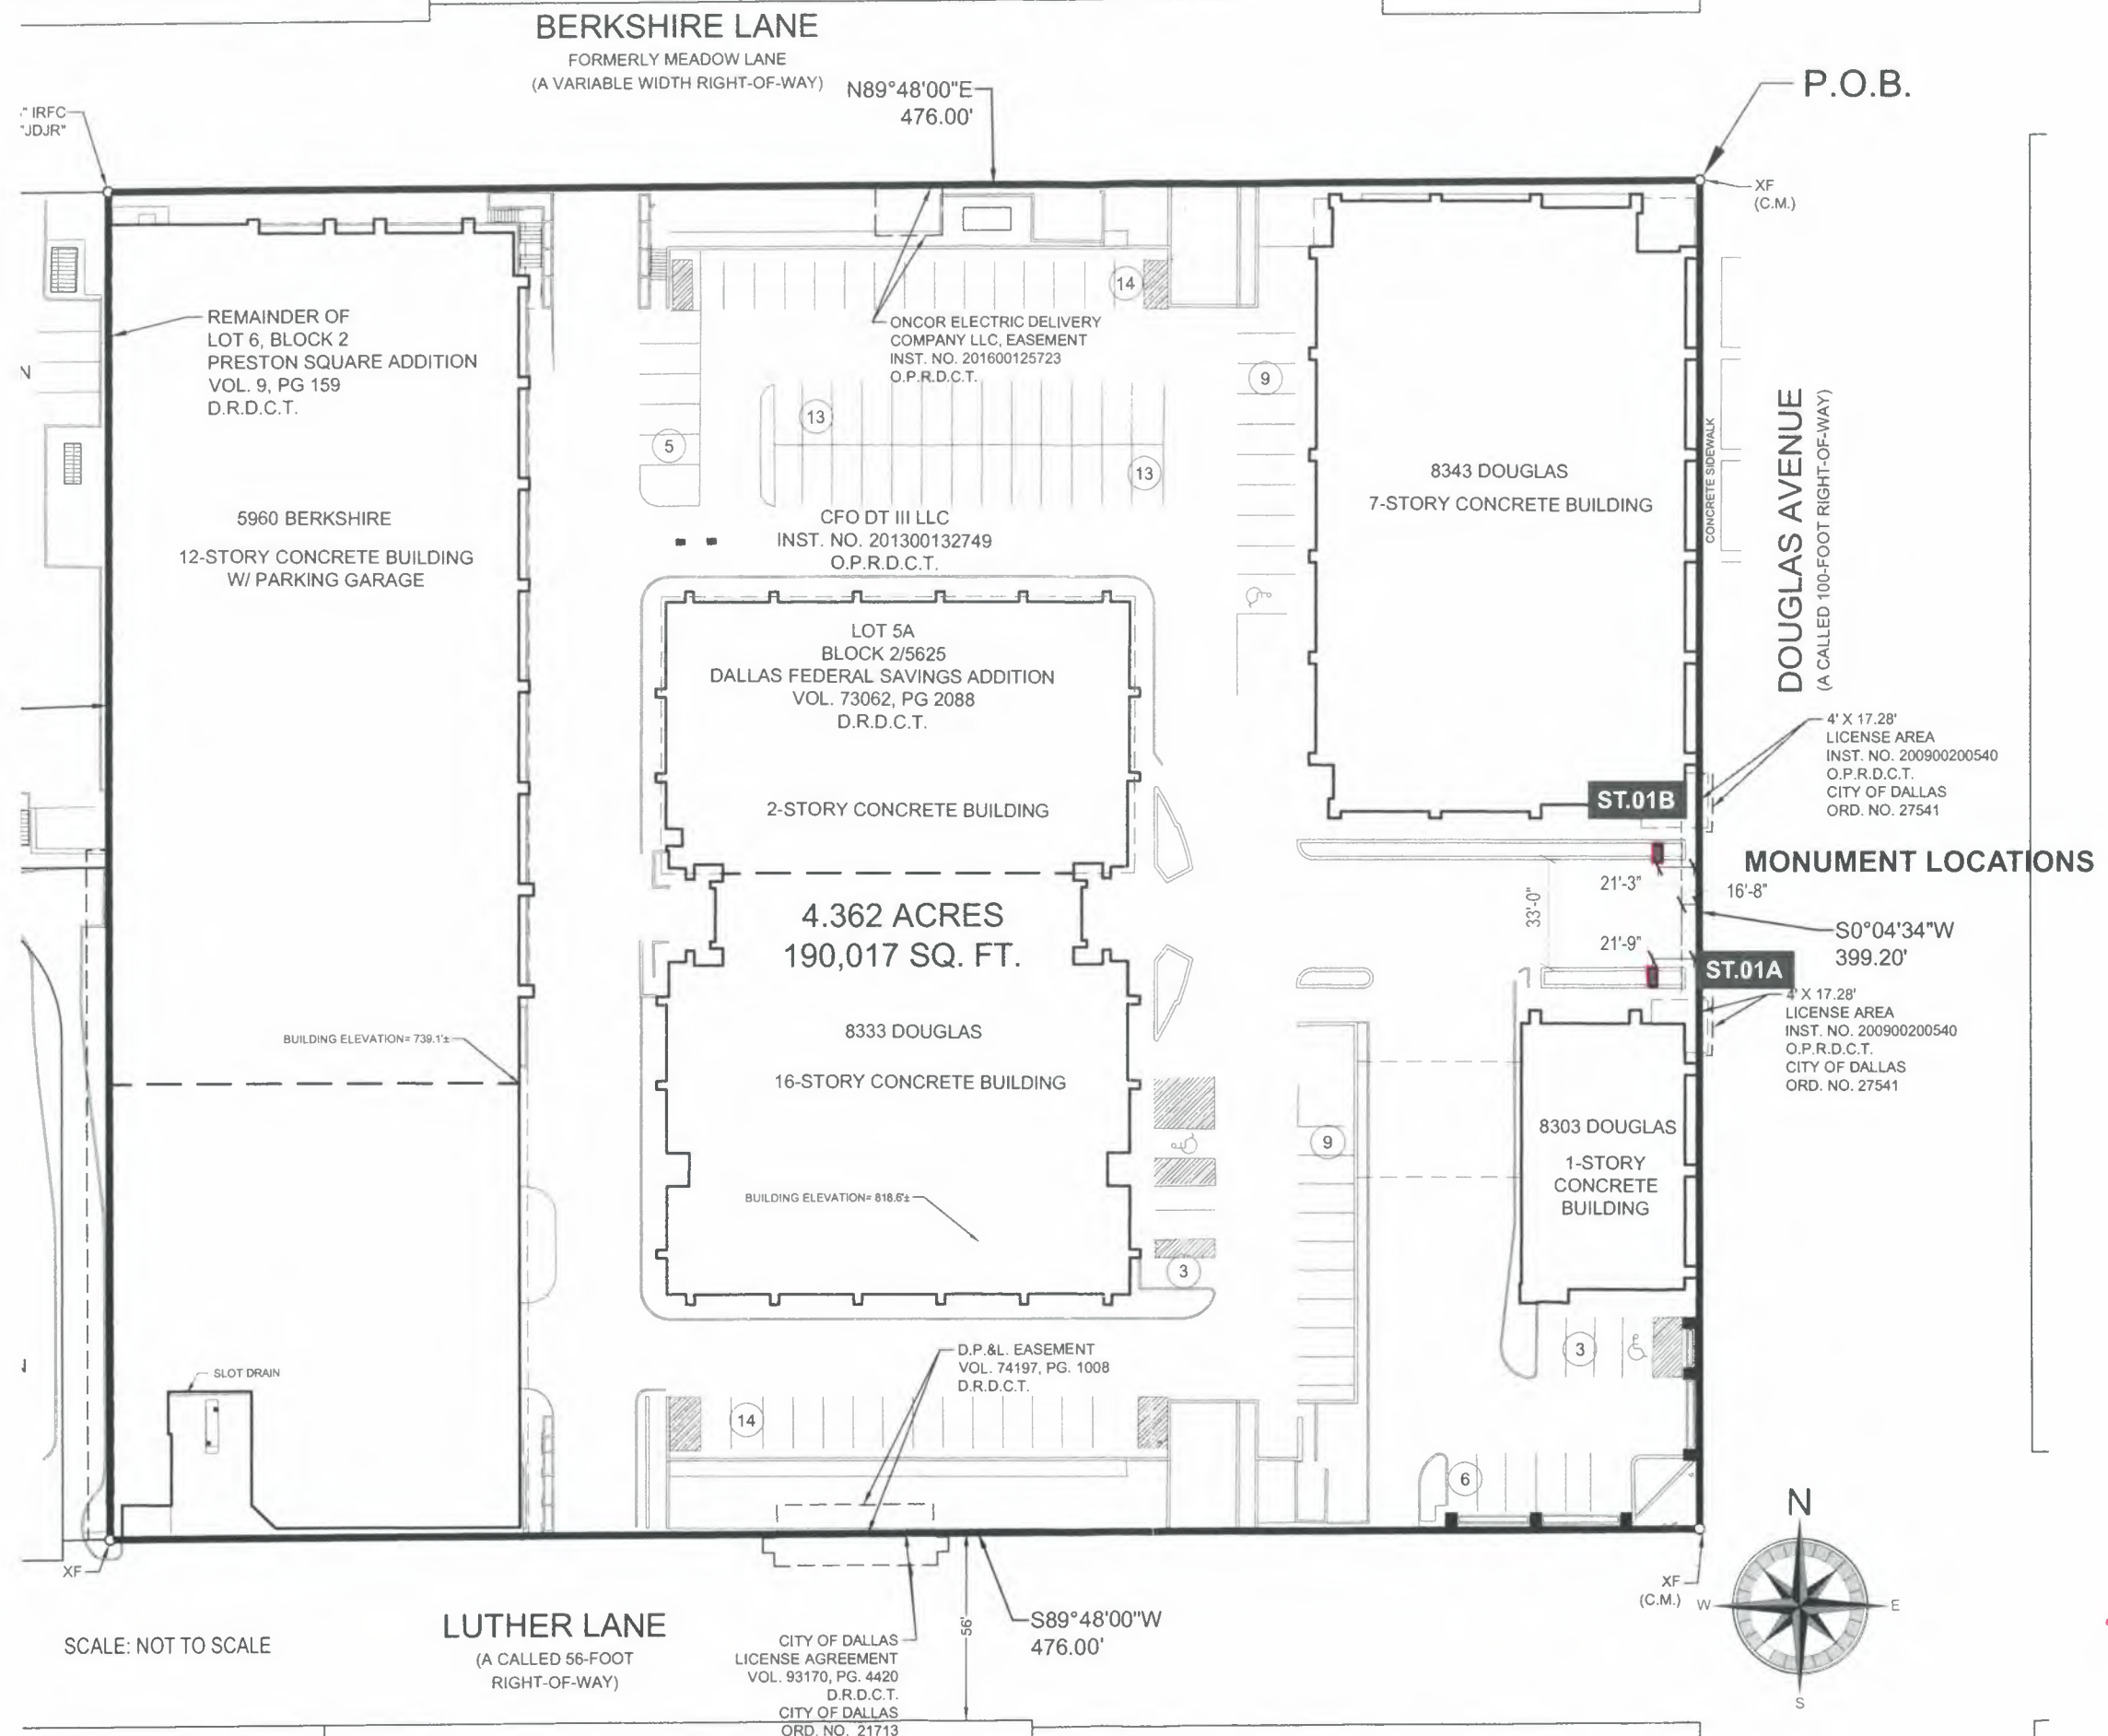 BERKSHIRE LANE
FORMERLY MEADOW LANE
(A VARIABLE WIDTH RIGHT-OF-WAY)
N89°48'00"E
476.00'
P.O.B.
" IRFC
"JDJR"
XF
(C.M.)
REMAINDER OF
LOT 6, BLOCK 2
PRESTON SQUARE ADDITION
VOL. 9, PG 159
D.R.D.C.T.
14
ONCOR ELECTRIC DELIVERY
COMPANY LLC, EASEMENT
INST. NO. 201600125723
O.P.R.D.C.T.
N
9
13
5
13
5960 BERKSHIRE
12-STORY CONCRETE BUILDING
W/ PARKING GARAGE
CFO DT III LLC
INST. NO. 201300132749
O.P.R.D.C.T.
8343 DOUGLAS
7-STORY CONCRETE BUILDING
CONCRETE SIDEWALK
DOUGLAS AVENUE
(A CALLED 100-FOOT RIGHT-OF-WAY)
LOT 5A
BLOCK 2/5625
DALLAS FEDERAL SAVINGS ADDITION
VOL. 73062, PG 2088
D.R.D.C.T.
2-STORY CONCRETE BUILDING
4' X 17.28'
LICENSE AREA
INST. NO. 200900200540
O.P.R.D.C.T.
CITY OF DALLAS
ORD. NO. 27541
ST.01B
MONUMENT LOCATIONS
21'-3"
16'-8"
33'-0"
21'-9"
S0°04'34"W
399.20'
ST.01A
4' X 17.28'
LICENSE AREA
INST. NO. 200900200540
O.P.R.D.C.T.
CITY OF DALLAS
ORD. NO. 27541
4.362 ACRES
190,017 SQ. FT.
8333 DOUGLAS
16-STORY CONCRETE BUILDING
BUILDING ELEVATION= 739.1'±
BUILDING ELEVATION= 818.6'±
9
8303 DOUGLAS
1-STORY
CONCRETE
BUILDING
3
3
D.P.&L. EASEMENT
VOL. 74197, PG. 1008
D.R.D.C.T.
SLOT DRAIN
14
6
XF
XF
(C.M.)
N
W
E
S
SCALE: NOT TO SCALE
LUTHER LANE
(A CALLED 56-FOOT
RIGHT-OF-WAY)
CITY OF DALLAS
LICENSE AGREEMENT
VOL. 93170, PG. 4420
D.R.D.C.T.
CITY OF DALLAS
ORD. NO. 21713
56'
S89°48'00"W
476.00'